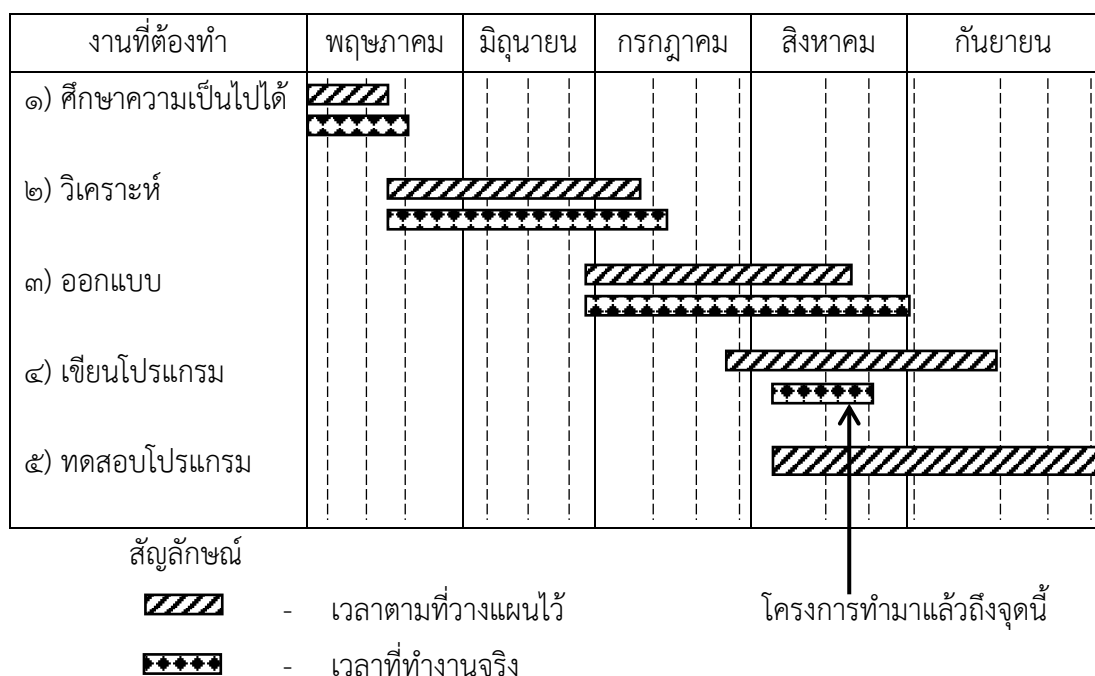 งานที่ต้องทำ พฤษภาคม มิถุนายน กรกฎาคม สิงหาคม กันยายน
๑) ศึกษาความเป็นไปได้
๒) วิเคราะห์
๓) ออกแบบ
๔) เขียนโปรแกรม
๕) ทดสอบโปรแกรม
สัญลักษณ์
- เวลาตามที่วางแผนไว้ โครงการทำมาแล้วถึงจุดนี้
- เวลาที่ทำงานจริง